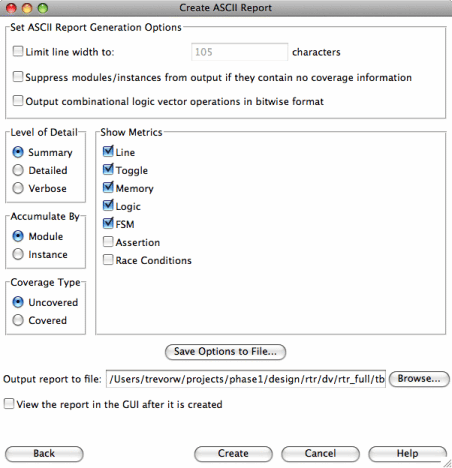 Create ASCII Report
Set ASCII Report Generation Options
Limit line width to: 105 characters
Suppress modules/instances from output if they contain no coverage information
Output combinational logic vector operations in bitwise format
Level of Detail
Summary
Detailed
Verbose
Accumulate By
Module
Instance
Coverage Type
Uncovered
Covered
Show Metrics
Line
Toggle
Memory
Logic
FSM
Assertion
Race Conditions
Save Options to File...
Output report to file: /Users/trevorw/projects/phase1/design/rtr/dv/rtr_full/tb Browse...
View the report in the GUI after it is created
Back Create Cancel Help